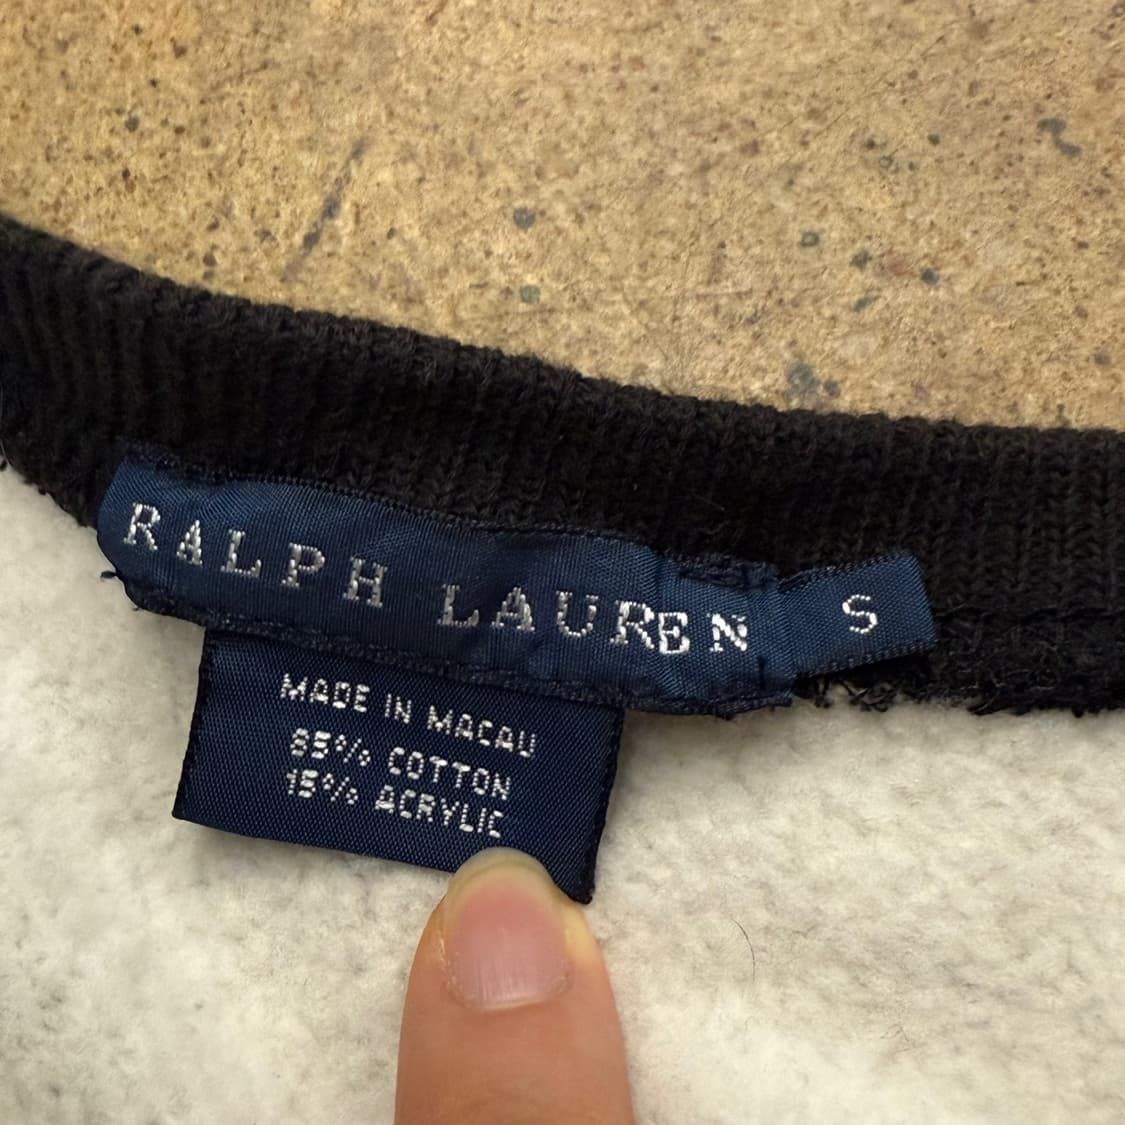 RALPH LAUREN
S
MADE IN MACAU
85% COTTON
15% ACRYLIC